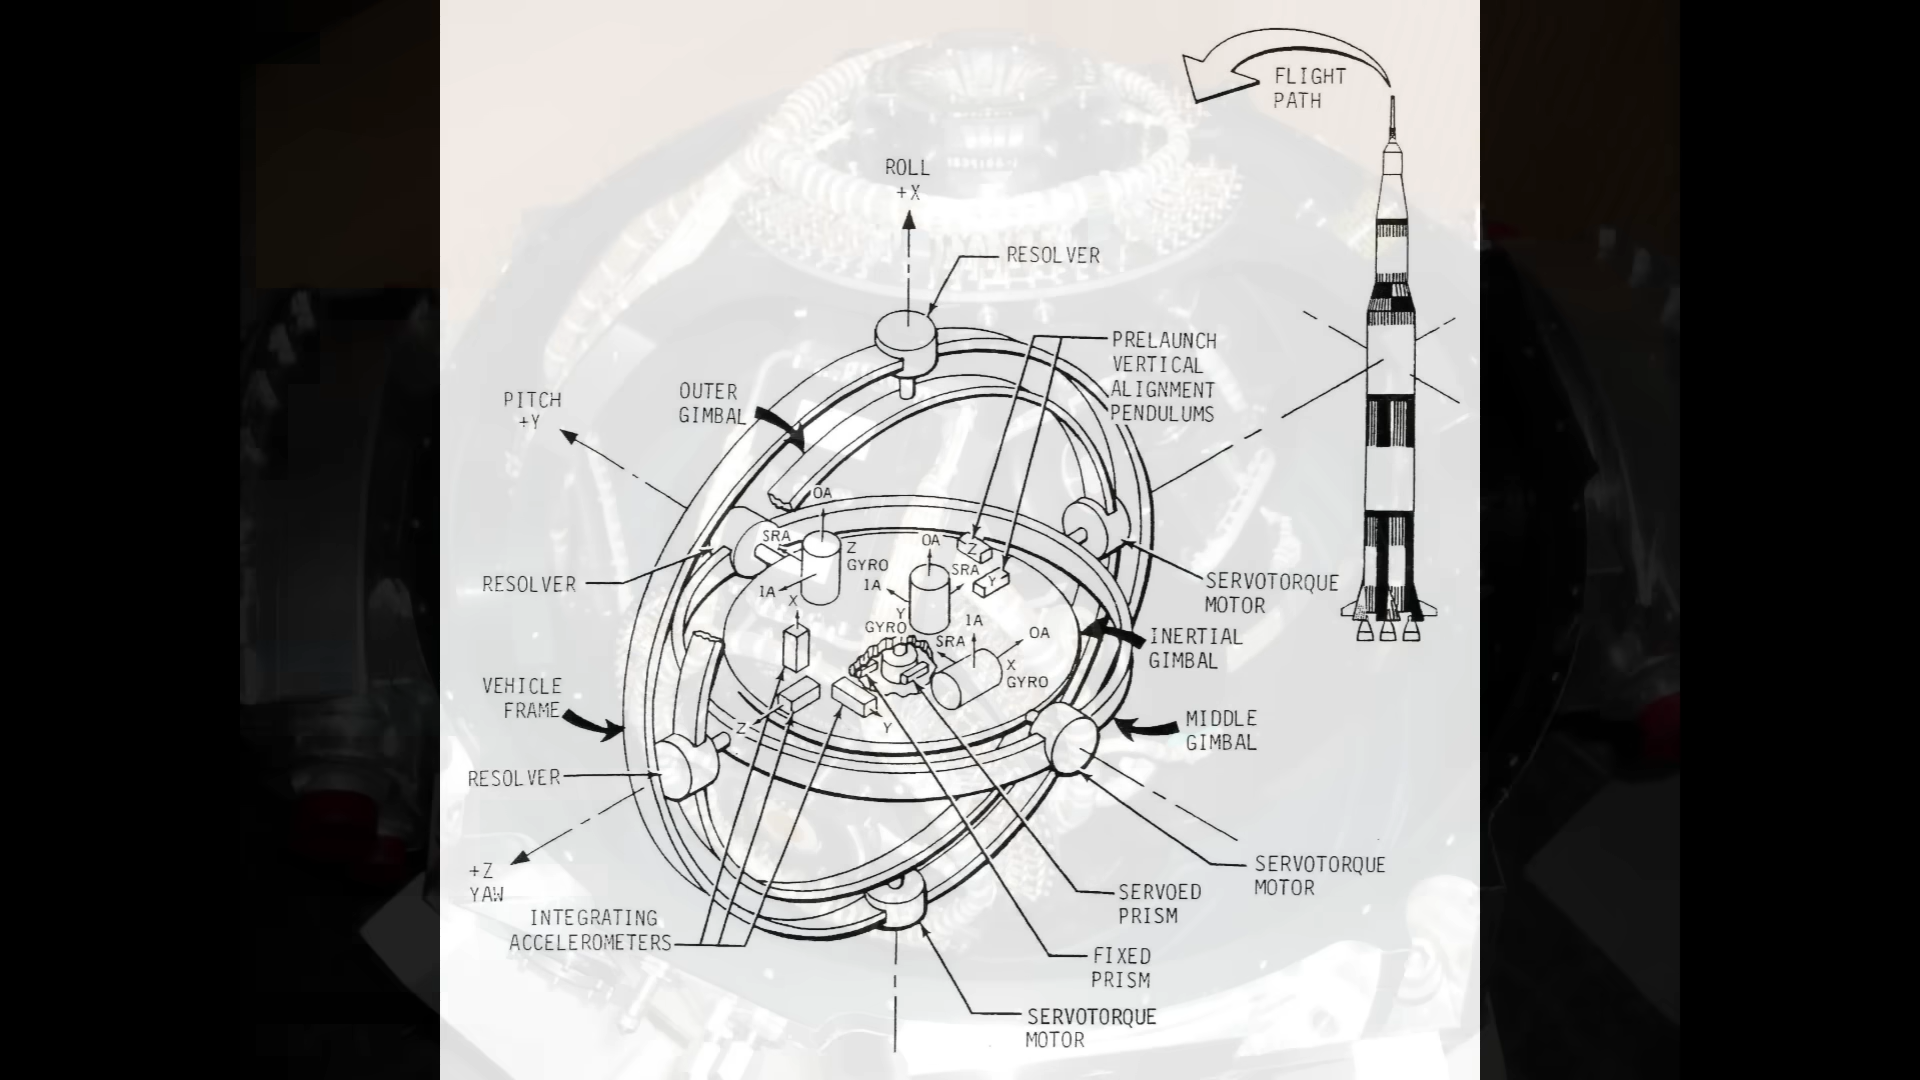 FLIGHT
PATH
ROLL
+X
RESOLVER
PRELAUNCH
VERTICAL
ALIGNMENT
PENDULUMS
OUTER
GIMBAL
PITCH
+Y
OA
SRA
Z
GYRO
IA
X
OA
SRA
IA
Y
GYRO
Z
Y
IA
OA
SRA
X
GYRO
RESOLVER
SERVOTORQUE
MOTOR
INERTIAL
GIMBAL
VEHICLE
FRAME
Z
Y
MIDDLE
GIMBAL
RESOLVER
+Z
YAW
SERVOTORQUE
MOTOR
SERVOED
PRISM
INTEGRATING
ACCELEROMETERS
FIXED
PRISM
SERVOTORQUE
MOTOR